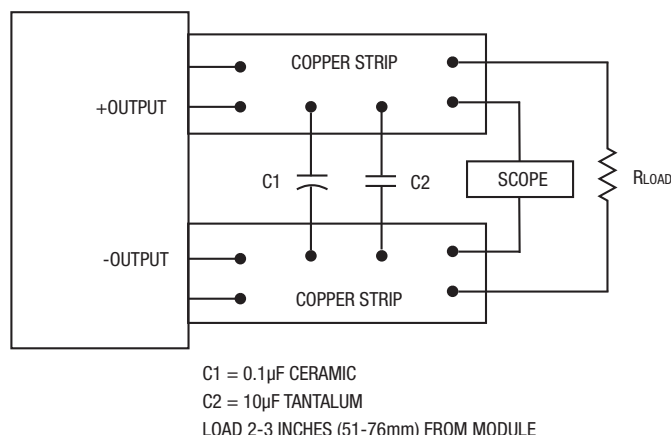 COPPER STRIP
+OUTPUT
C1
C2
SCOPE
RLOAD
-OUTPUT
COPPER STRIP
C1 = 0.1µF CERAMIC
C2 = 10µF TANTALUM
LOAD 2-3 INCHES (51-76mm) FROM MODULE